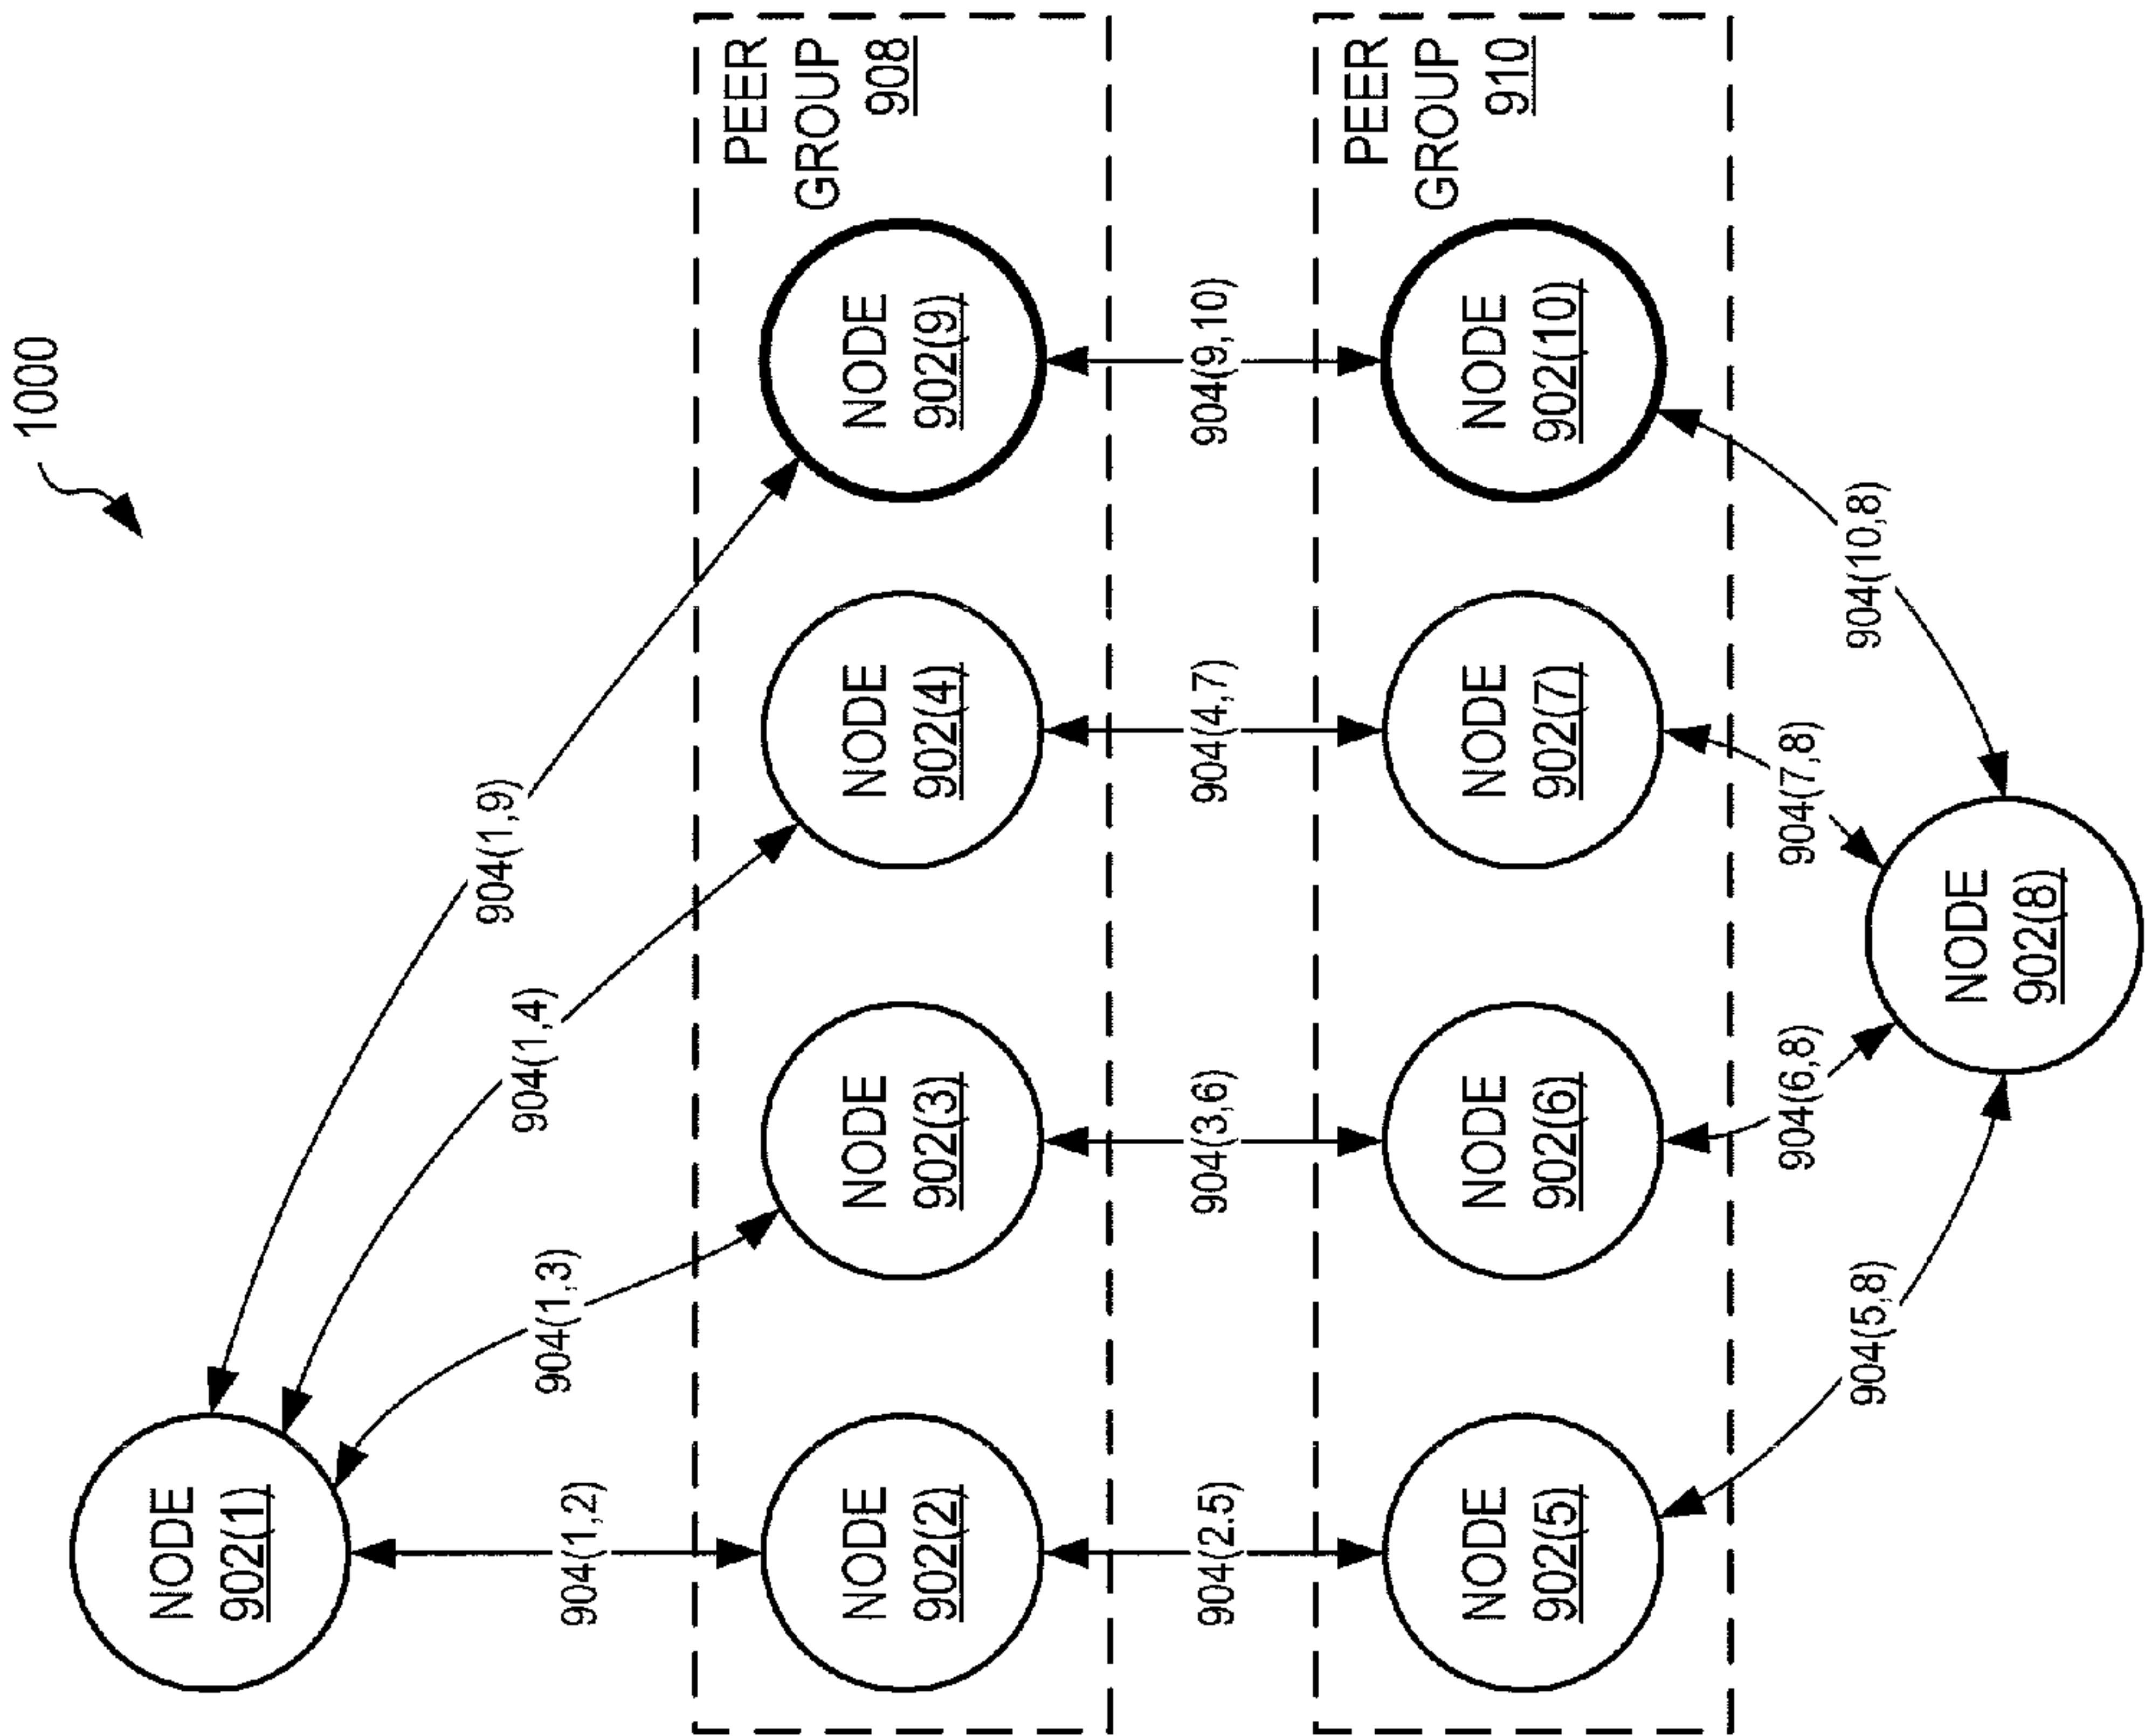 1000
NODE
902(1)
904(1,2)
904(1,3)
904(1,4)
904(1,9)
PEER
GROUP
908
NODE
902(2)
NODE
902(3)
NODE
902(4)
NODE
902(9)
904(2.5)
904(3,6)
904(4,7)
904(9,10)
PEER
GROUP
910
NODE
902(5)
NODE
902(6)
NODE
902(7)
NODE
902(10)
904(5,8)
904(6,8)
904(7,8)
904(10,8)
NODE
902(8)